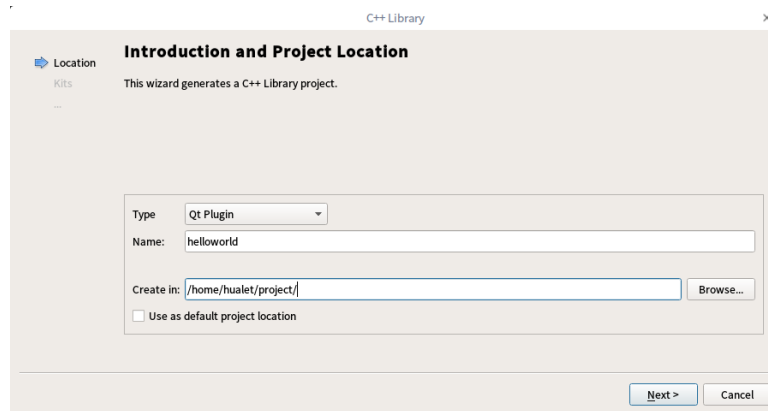 C++ Library
Location
Kits
...
Introduction and Project Location
This wizard generates a C++ Library project.
Type Qt Plugin
Name: helloworld
Create in: /home/hualet/project/ Browse...
Use as default project location
Next > Cancel